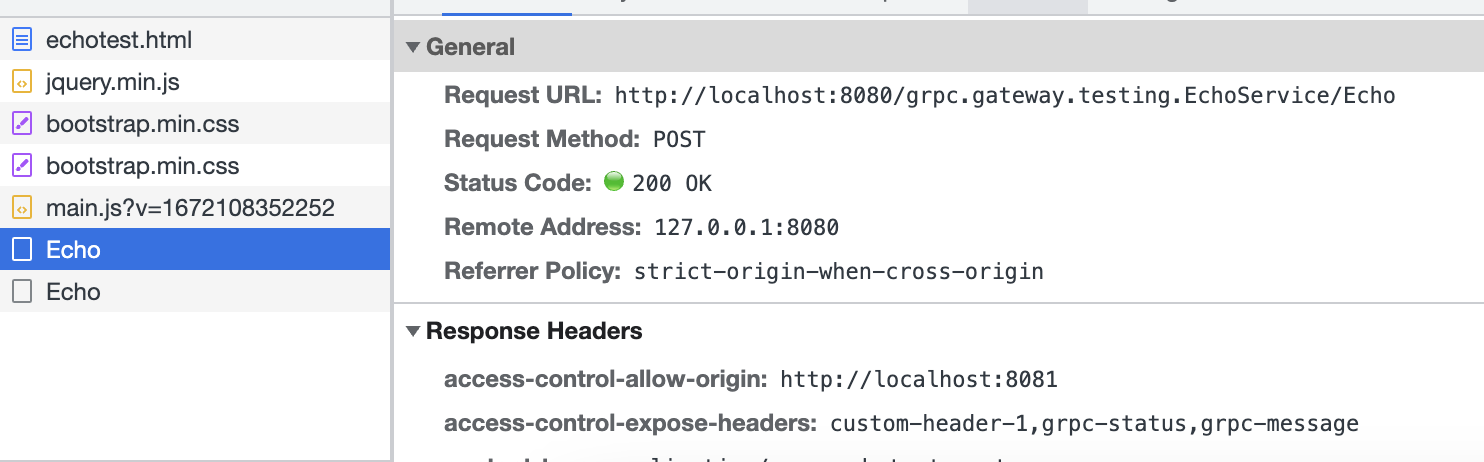 echotest.html
jquery.min.js
bootstrap.min.css
bootstrap.min.css
main.js?v=1672108352252
Echo
Echo
General
Request URL: http://localhost:8080/grpc.gateway.testing.EchoService/Echo
Request Method: POST
Status Code: 200 OK
Remote Address: 127.0.0.1:8080
Referrer Policy: strict-origin-when-cross-origin
Response Headers
access-control-allow-origin: http://localhost:8081
access-control-expose-headers: custom-header-1,grpc-status,grpc-message